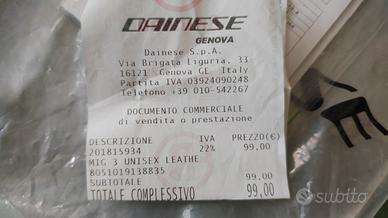 DAINESE
GENOVA
Dainese S.p.A.
Via Brigata Liguria, 33
16121 Genova GE Italy
Partita IVA 03924090248
Telefono +39 010-542267
DOCUMENTO COMMERCIALE
di vendita o prestazione
DESCRIZIONE IVA PREZZO(€)
201815934 22% 99,00
MIG 3 UNISEX LEATHE
8051019138835
SUBTOTALE 99,00
TOTALE COMPLESSIVO 99,00
subito